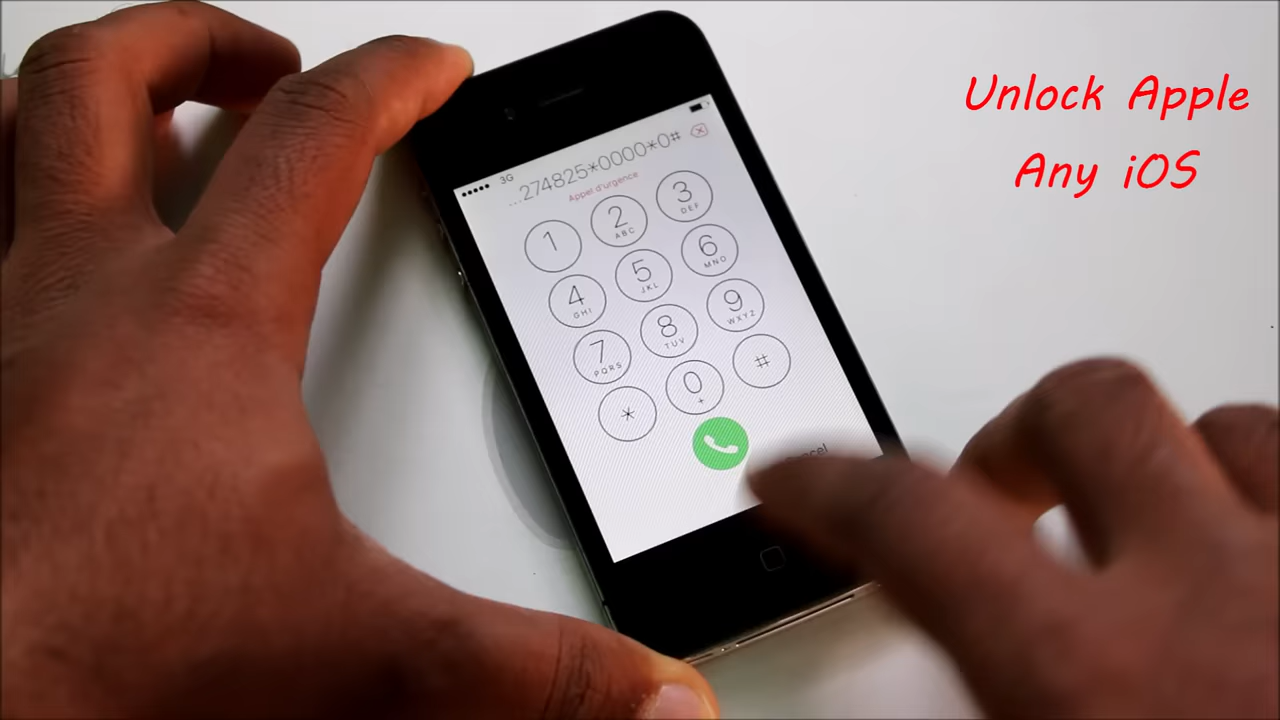 Unlock Apple
Any iOS
3G
...274825*0000*0#
Appel d'urgence
1
2
ABC
3
DEF
4
GHI
5
JKL
6
MNO
7
PQRS
8
TUV
9
WXYZ
*
0
+
#